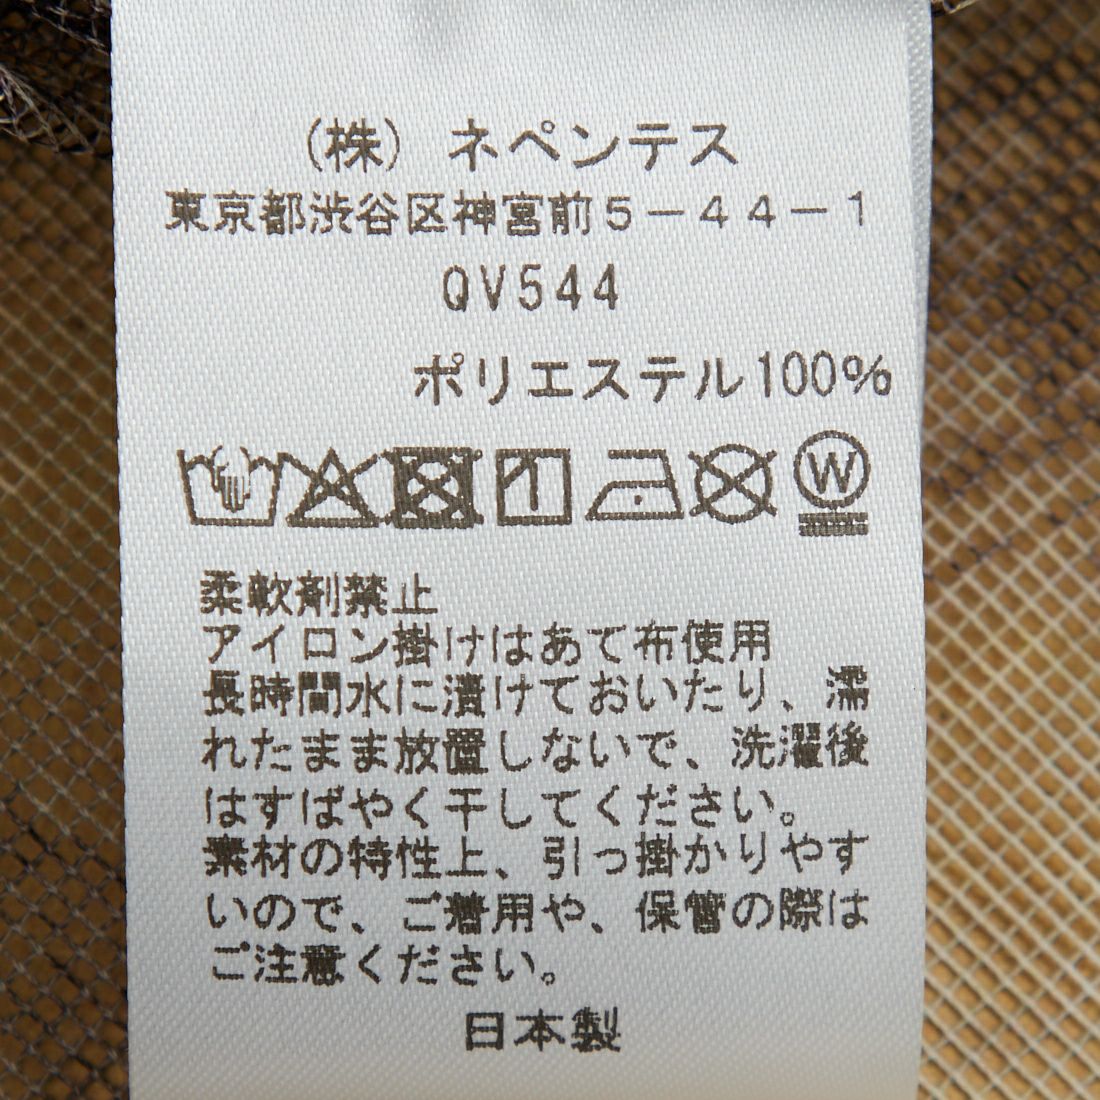 (株) ネペンテス
東京都渋谷区神宮前5-44-1
QV544
ポリエステル100%
W
柔軟剤禁止
アイロン掛けはあて布使用
長時間水に漬けておいたり、濡
れたまま放置しないで、洗濯後
はすばやく干してください。
素材の特性上、引っ掛かりやす
いので、ご着用や、保管の際は
ご注意ください。
日本製